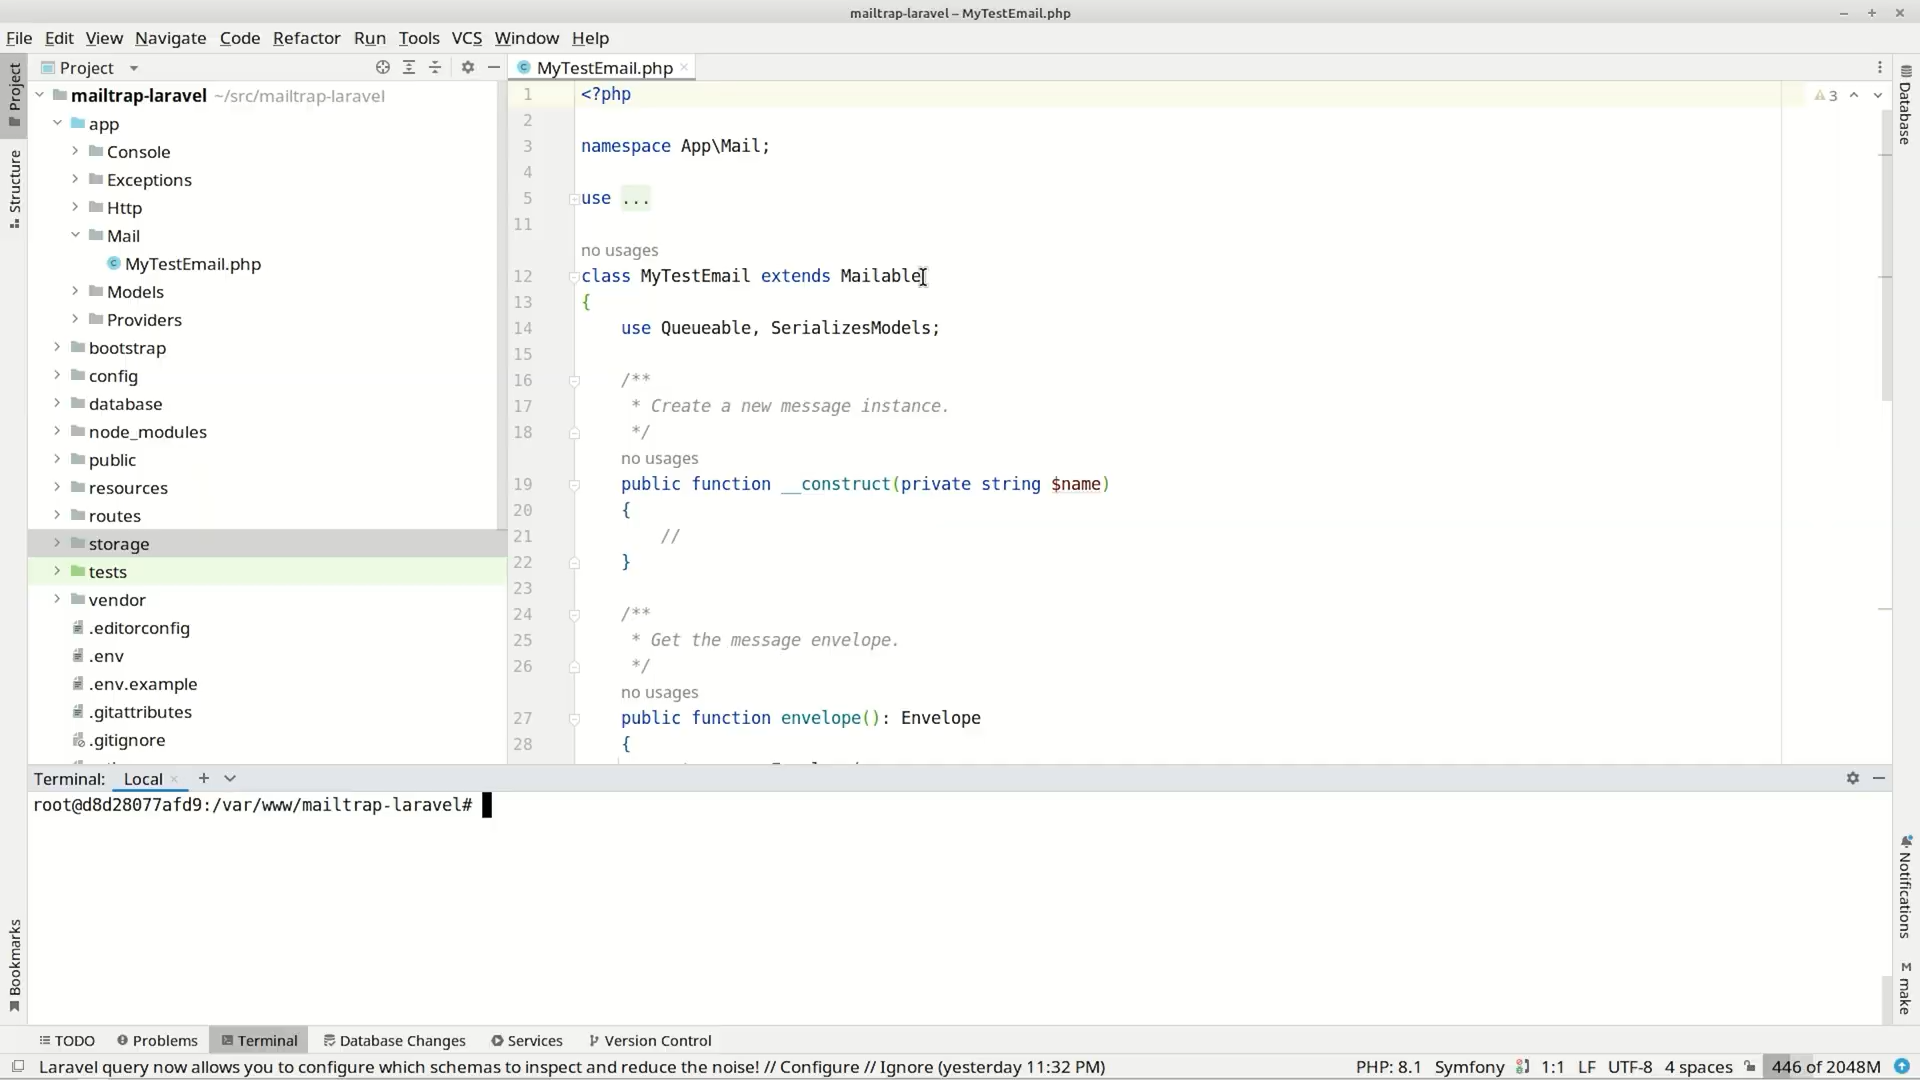 mailtrap-laravel – MyTestEmail.php
File Edit View Navigate Code Refactor Run Tools VCS Window Help
Project
MyTestEmail.php
Project
Structure
Bookmarks
mailtrap-laravel ~/src/mailtrap-laravel
app
Console
Exceptions
Http
Mail
MyTestEmail.php
Models
Providers
bootstrap
config
database
node_modules
public
resources
routes
storage
tests
vendor
.editorconfig
.env
.env.example
.gitattributes
.gitignore
1 <?php
2
3 namespace App\Mail;
4
5 use ...
11
no usages
12 class MyTestEmail extends Mailable
13 {
14 use Queueable, SerializesModels;
15
16 /**
17 * Create a new message instance.
18 */
no usages
19 public function __construct(private string $name)
20 {
21 //
22 }
23
24 /**
25 * Get the message envelope.
26 */
no usages
27 public function envelope(): Envelope
28 {
3
Database
Notifications
make
Terminal: Local
root@d8d28077afd9:/var/www/mailtrap-laravel#
TODO Problems Terminal Database Changes Services Version Control
Laravel query now allows you to configure which schemas to inspect and reduce the noise! // Configure // Ignore (yesterday 11:32 PM) PHP: 8.1 Symfony 1:1 LF UTF-8 4 spaces 446 of 2048M